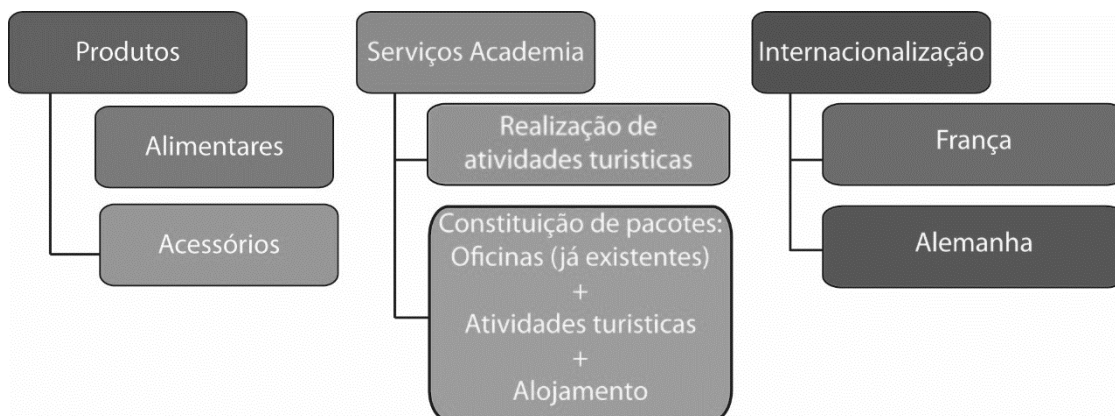 Produtos
Alimentares
Acessórios
Serviços Academia
Realização de
atividades turisticas
Constituição de pacotes:
Oficinas (já existentes)
+
Atividades turisticas
+
Alojamento
Internacionalização
França
Alemanha